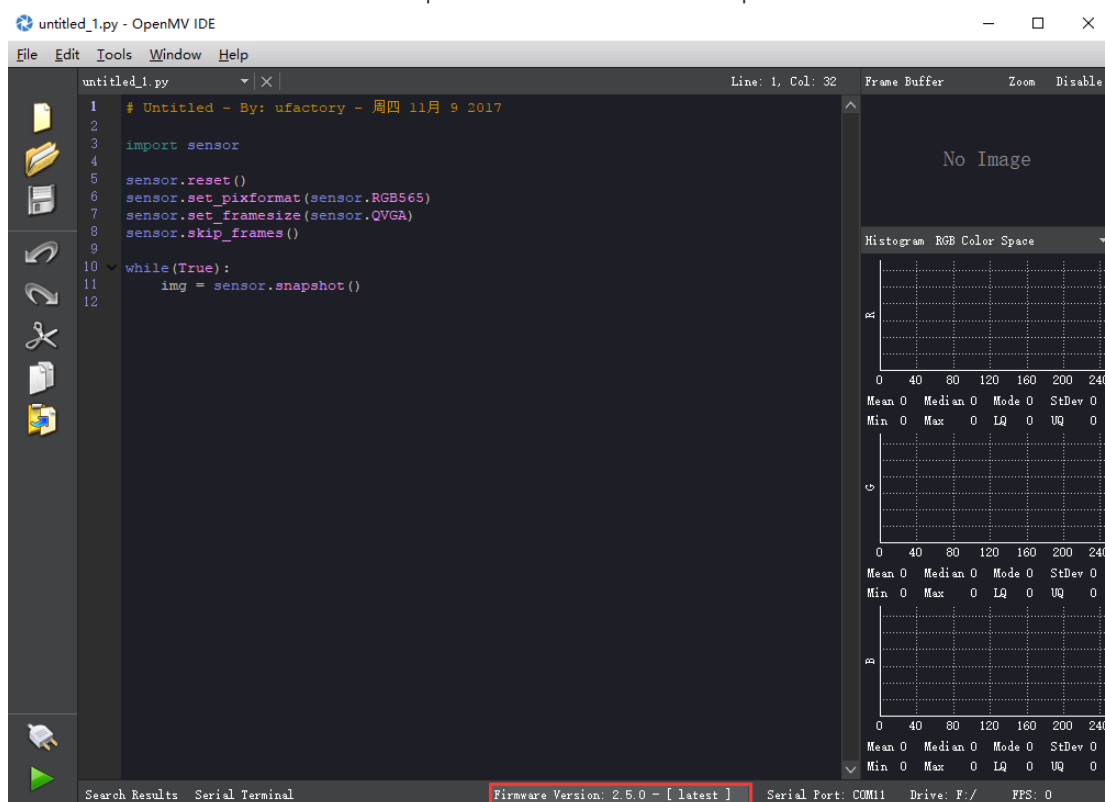 untitled_1.py - OpenMV IDE
File Edit Tools Window Help
untitled_1.py Line: 1, Col: 32 Frame Buffer Zoom Disable
1 # Untitled - By: ufactory - 周四 11月 9 2017
2
3 import sensor
4
5 sensor.reset()
6 sensor.set_pixformat(sensor.RGB565)
7 sensor.set_framesize(sensor.QVGA)
8 sensor.skip_frames()
9
10 while(True):
11 img = sensor.snapshot()
12
No Image
Histogram RGB Color Space
R
0 40 80 120 160 200 240
Mean 0 Median 0 Mode 0 StDev 0
Min 0 Max 0 LQ 0 UQ 0
G
0 40 80 120 160 200 240
Mean 0 Median 0 Mode 0 StDev 0
Min 0 Max 0 LQ 0 UQ 0
B
0 40 80 120 160 200 240
Mean 0 Median 0 Mode 0 StDev 0
Min 0 Max 0 LQ 0 UQ 0
Search Results Serial Terminal Firmware Version: 2.5.0 - [ latest ] Serial Port: COM11 Drive: F:/ FPS: 0